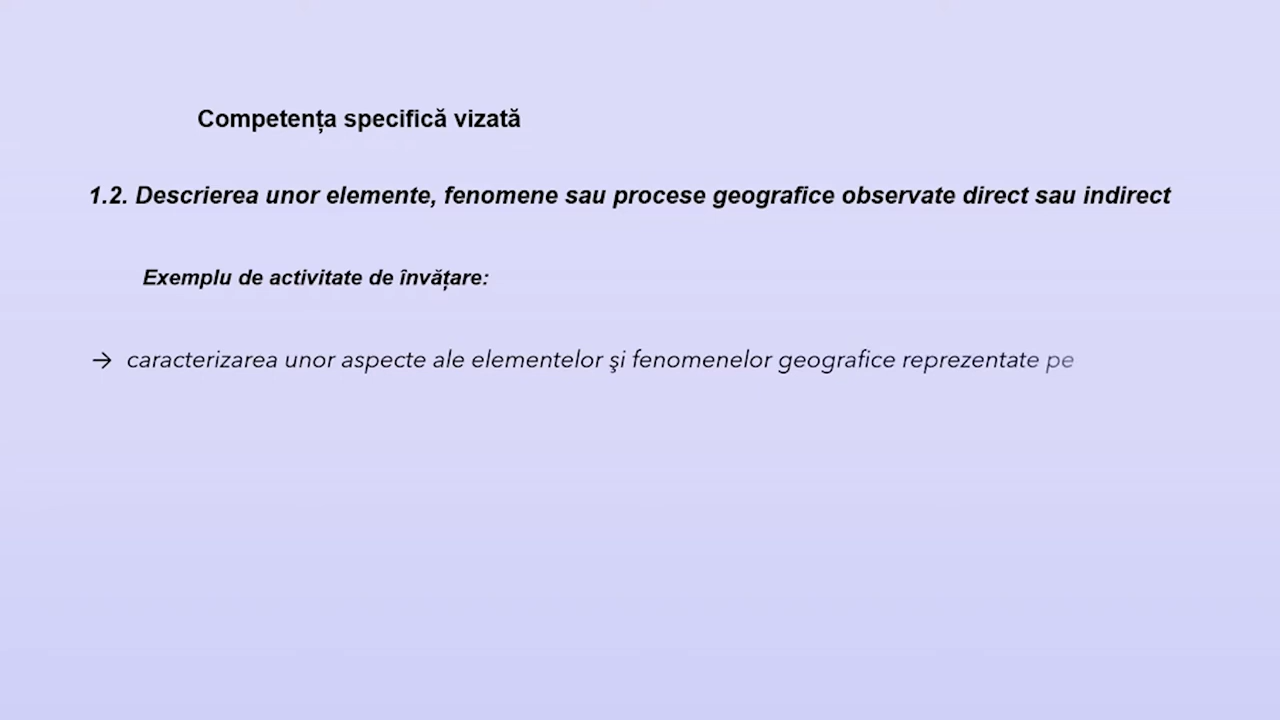 Competența specifică vizată
1.2. Descrierea unor elemente, fenomene sau procese geografice observate direct sau indirect
Exemplu de activitate de învățare:
→ caracterizarea unor aspecte ale elementelor şi fenomenelor geografice reprezentate pe